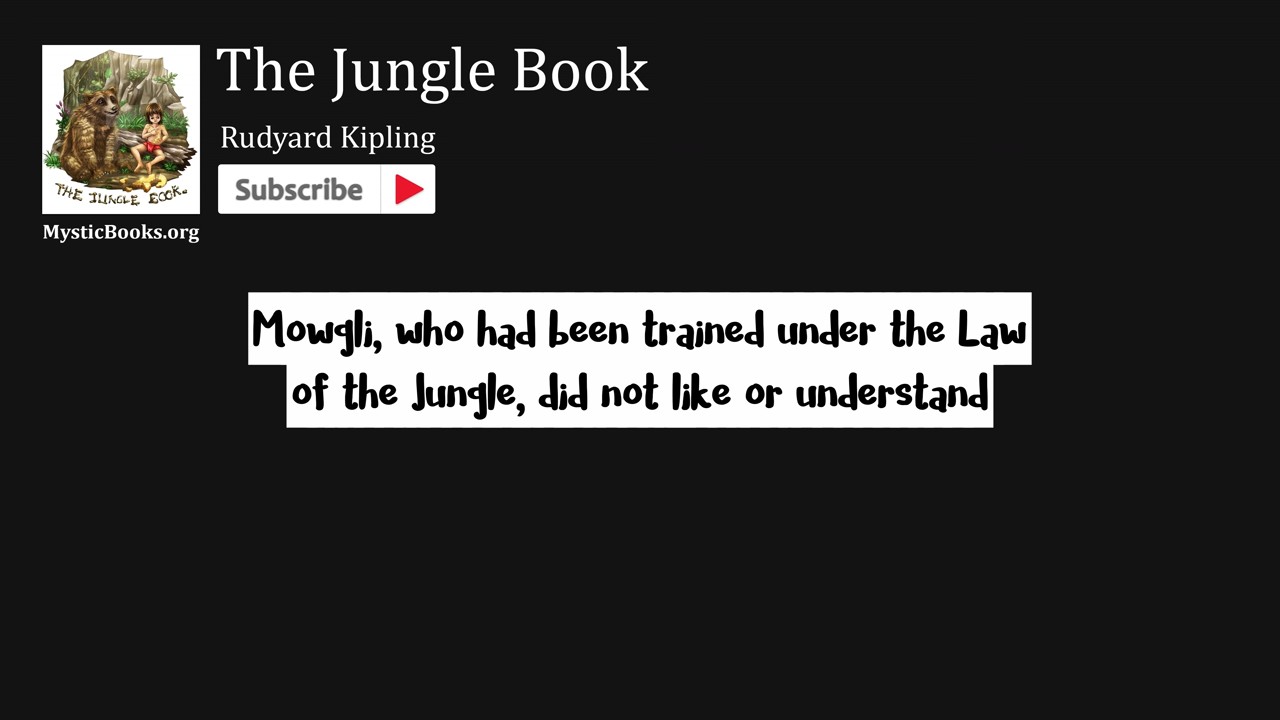 The Jungle Book
Rudyard Kipling
Subscribe
THE JUNGLE BOOK.
MysticBooks.org
Mowgli, who had been trained under the Law
of the Jungle, did not like or understand